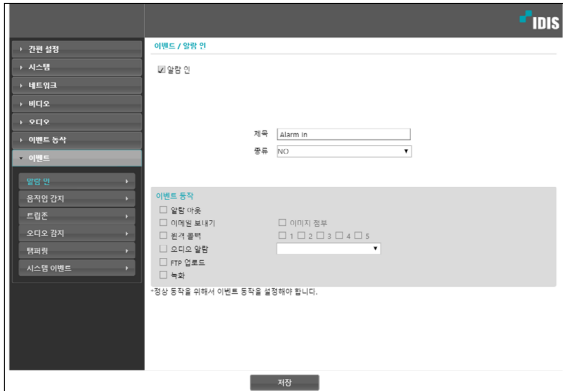 IDIS
간편 설정
시스템
네트워크
비디오
오디오
이벤트 동작
이벤트
알람 인
움직임 감지
트립존
오디오 감지
탬퍼링
시스템 이벤트
이벤트 / 알람 인
알람 인
제목 Alarm In
종류 NO
이벤트 동작
알람 아웃
이메일 보내기 이미지 첨부
원격 콜백 1 2 3 4 5
오디오 알람
FTP 업로드
녹화
*정상 동작을 위해서 이벤트 동작을 설정해야 합니다.
저장